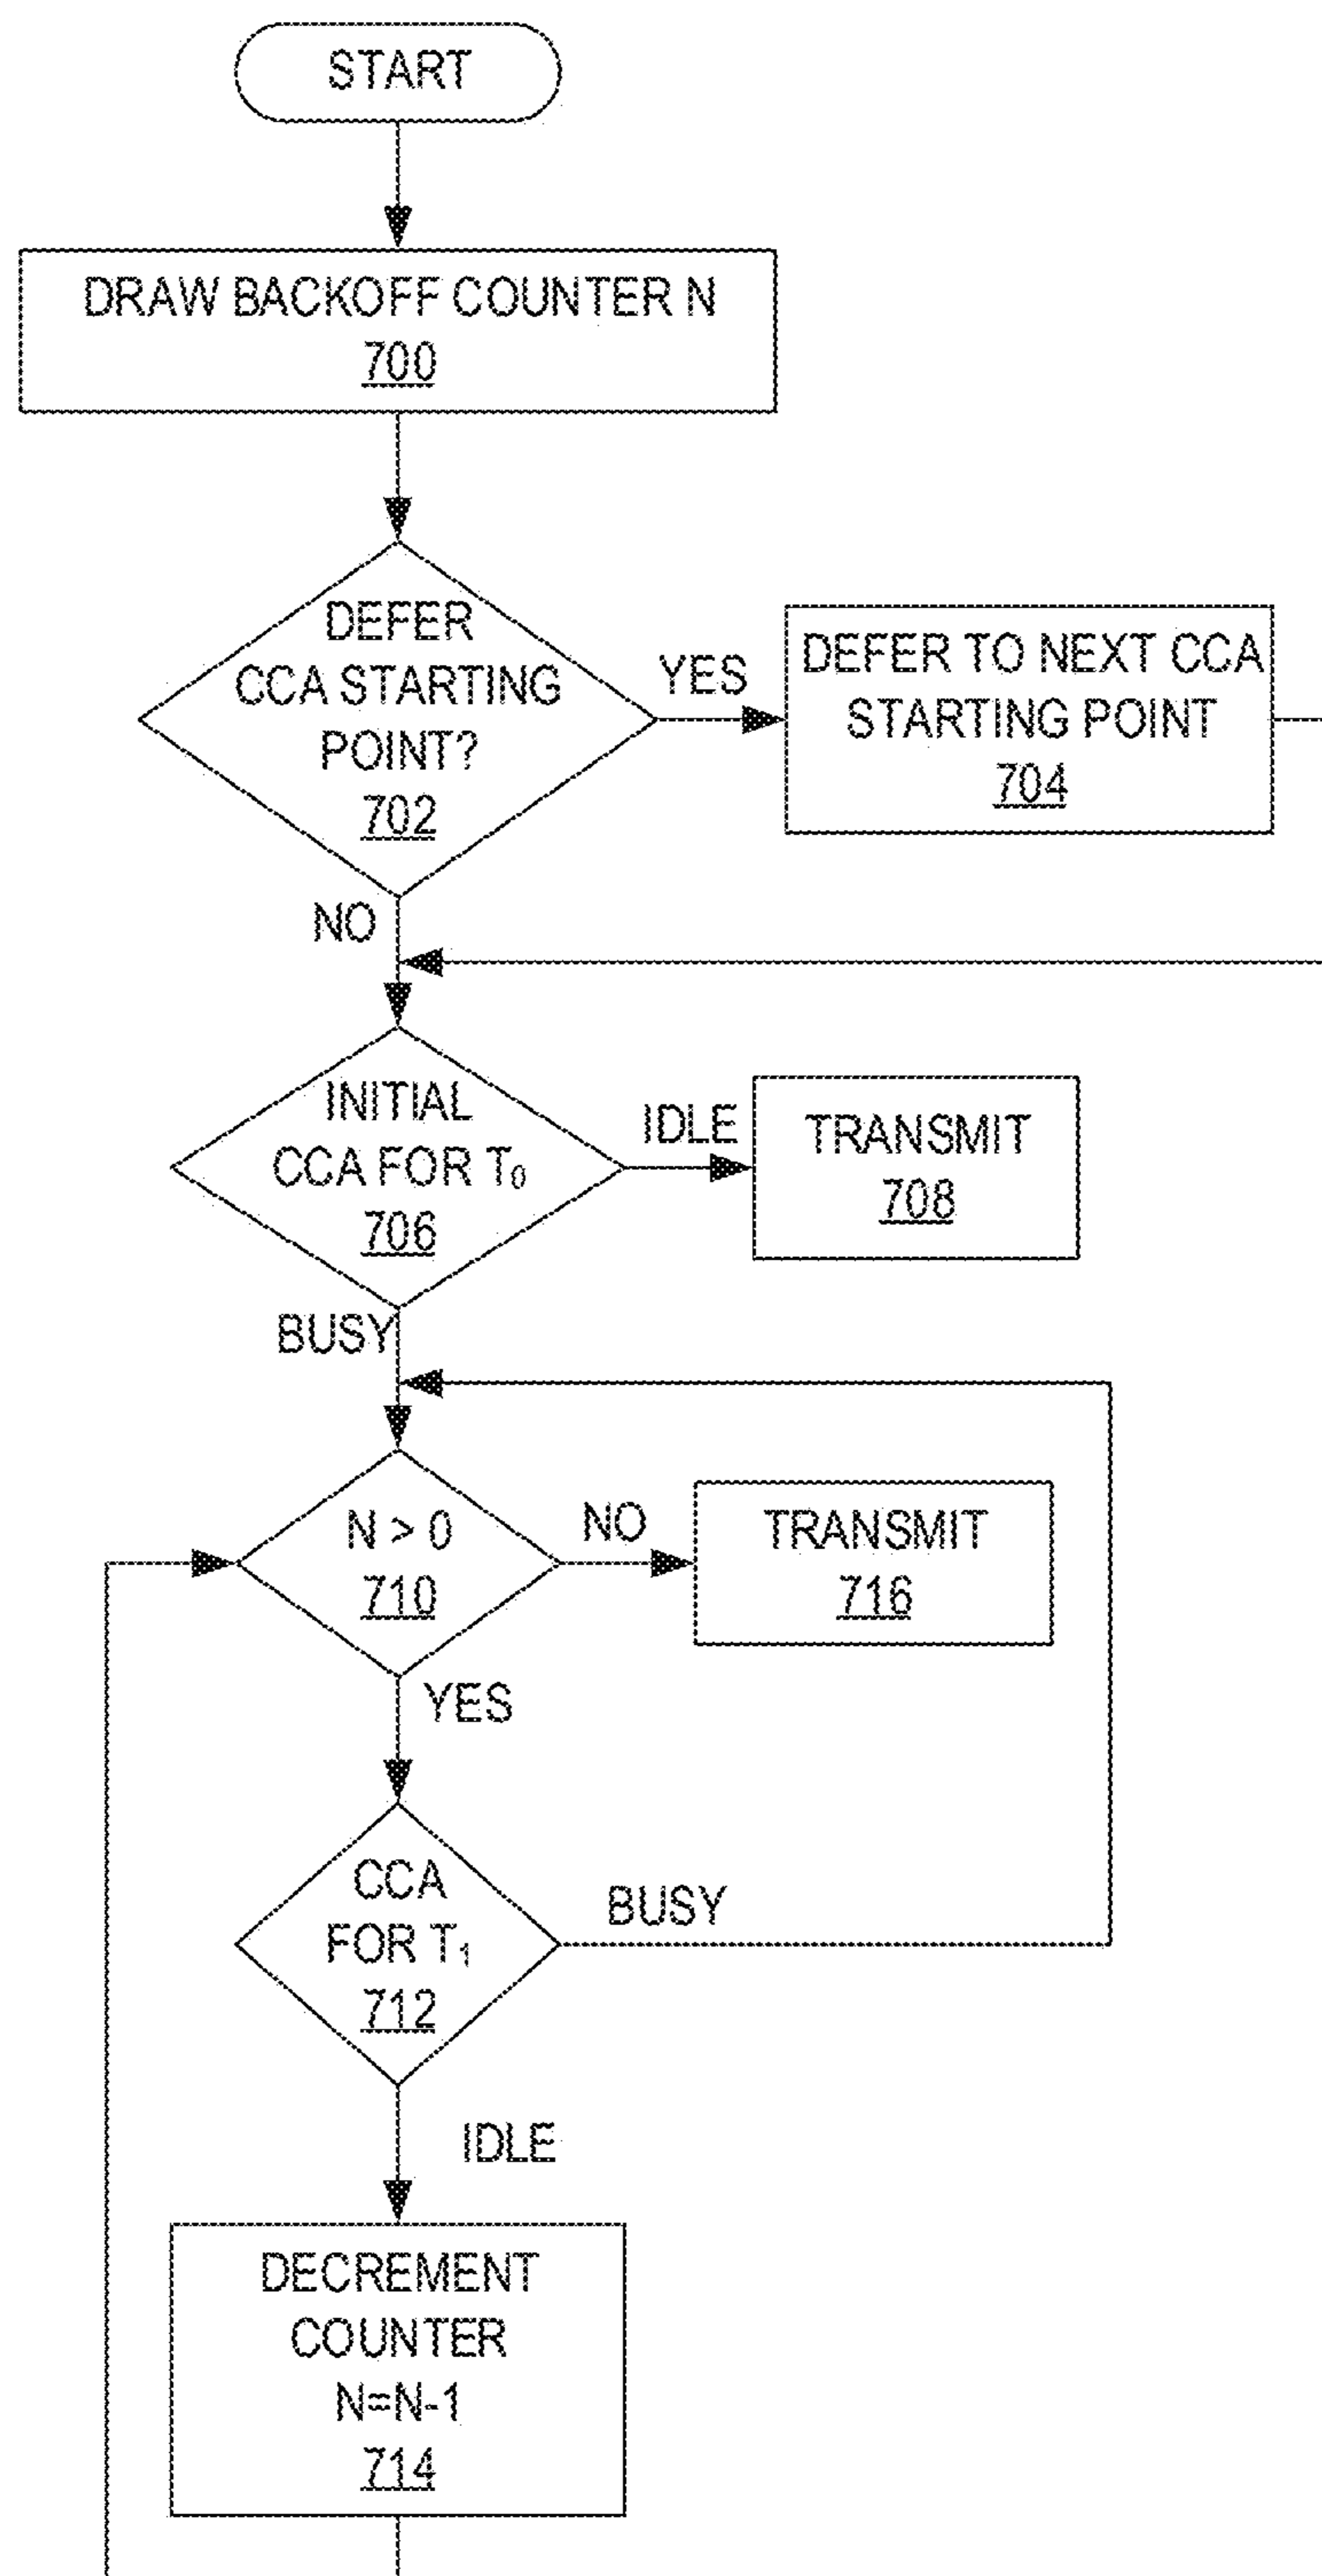 START
DRAW BACKOFF COUNTER N
700
DEFER
CCA STARTING
POINT?
702
YES
DEFER TO NEXT CCA
STARTING POINT
704
NO
INITIAL
CCA FOR T₀
706
IDLE
TRANSMIT
708
BUSY
N > 0
710
NO
TRANSMIT
716
YES
CCA
FOR T₁
712
BUSY
IDLE
DECREMENT
COUNTER
N=N-1
714